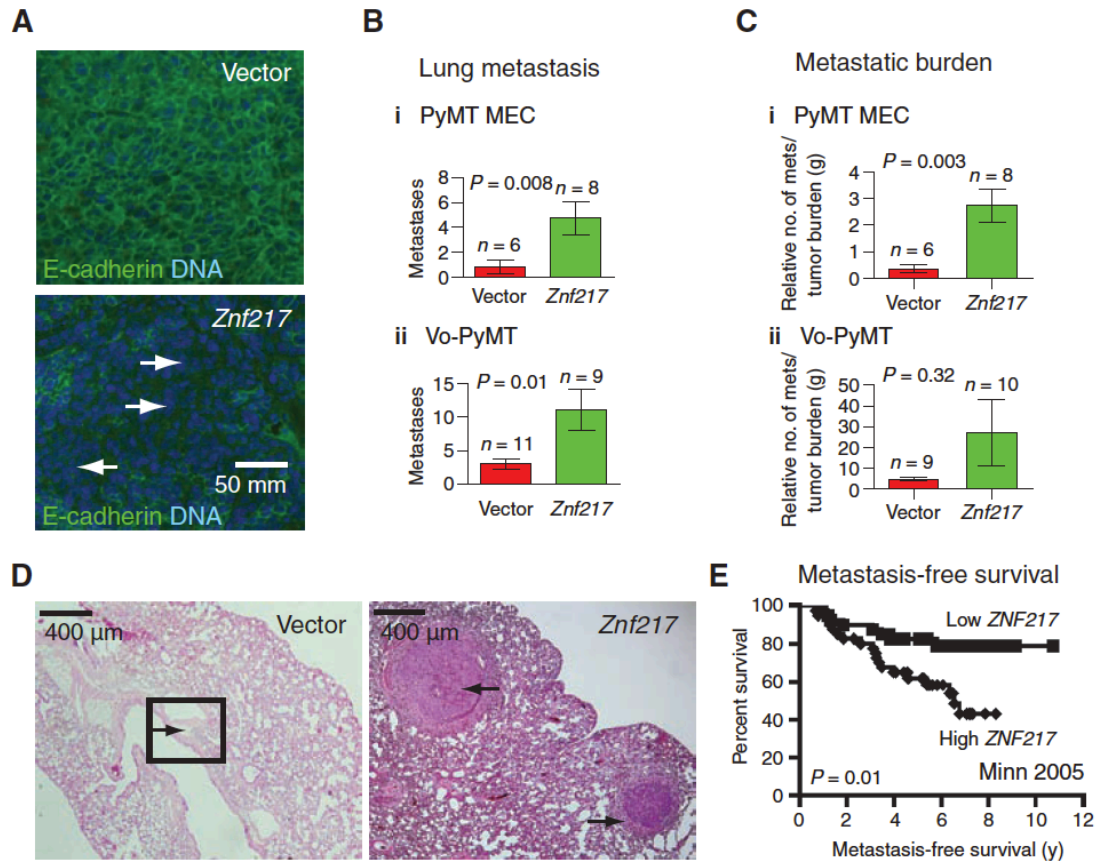 A
Vector
E-cadherin DNA
Znf217
50 mm
E-cadherin DNA
B
Lung metastasis
i PyMT MEC
Metastases
8
6
4
2
0
P = 0.008
n = 8
n = 6
Vector
Znf217
ii Vo-PyMT
Metastases
15
10
5
0
P = 0.01
n = 9
n = 11
Vector
Znf217
C
Metastatic burden
i PyMT MEC
Relative no. of mets/
tumor burden (g)
4
3
2
1
0
P = 0.003
n = 8
n = 6
Vector
Znf217
ii Vo-PyMT
Relative no. of mets/
tumor burden (g)
50
40
30
20
10
0
P = 0.32
n = 10
n = 9
Vector
Znf217
D
400 μm
Vector
400 μm
Znf217
E
Metastasis-free survival
Percent survival
100
80
60
40
20
0
Low ZNF217
High ZNF217
P = 0.01
Minn 2005
0 2 4 6 8 10 12
Metastasis-free survival (y)